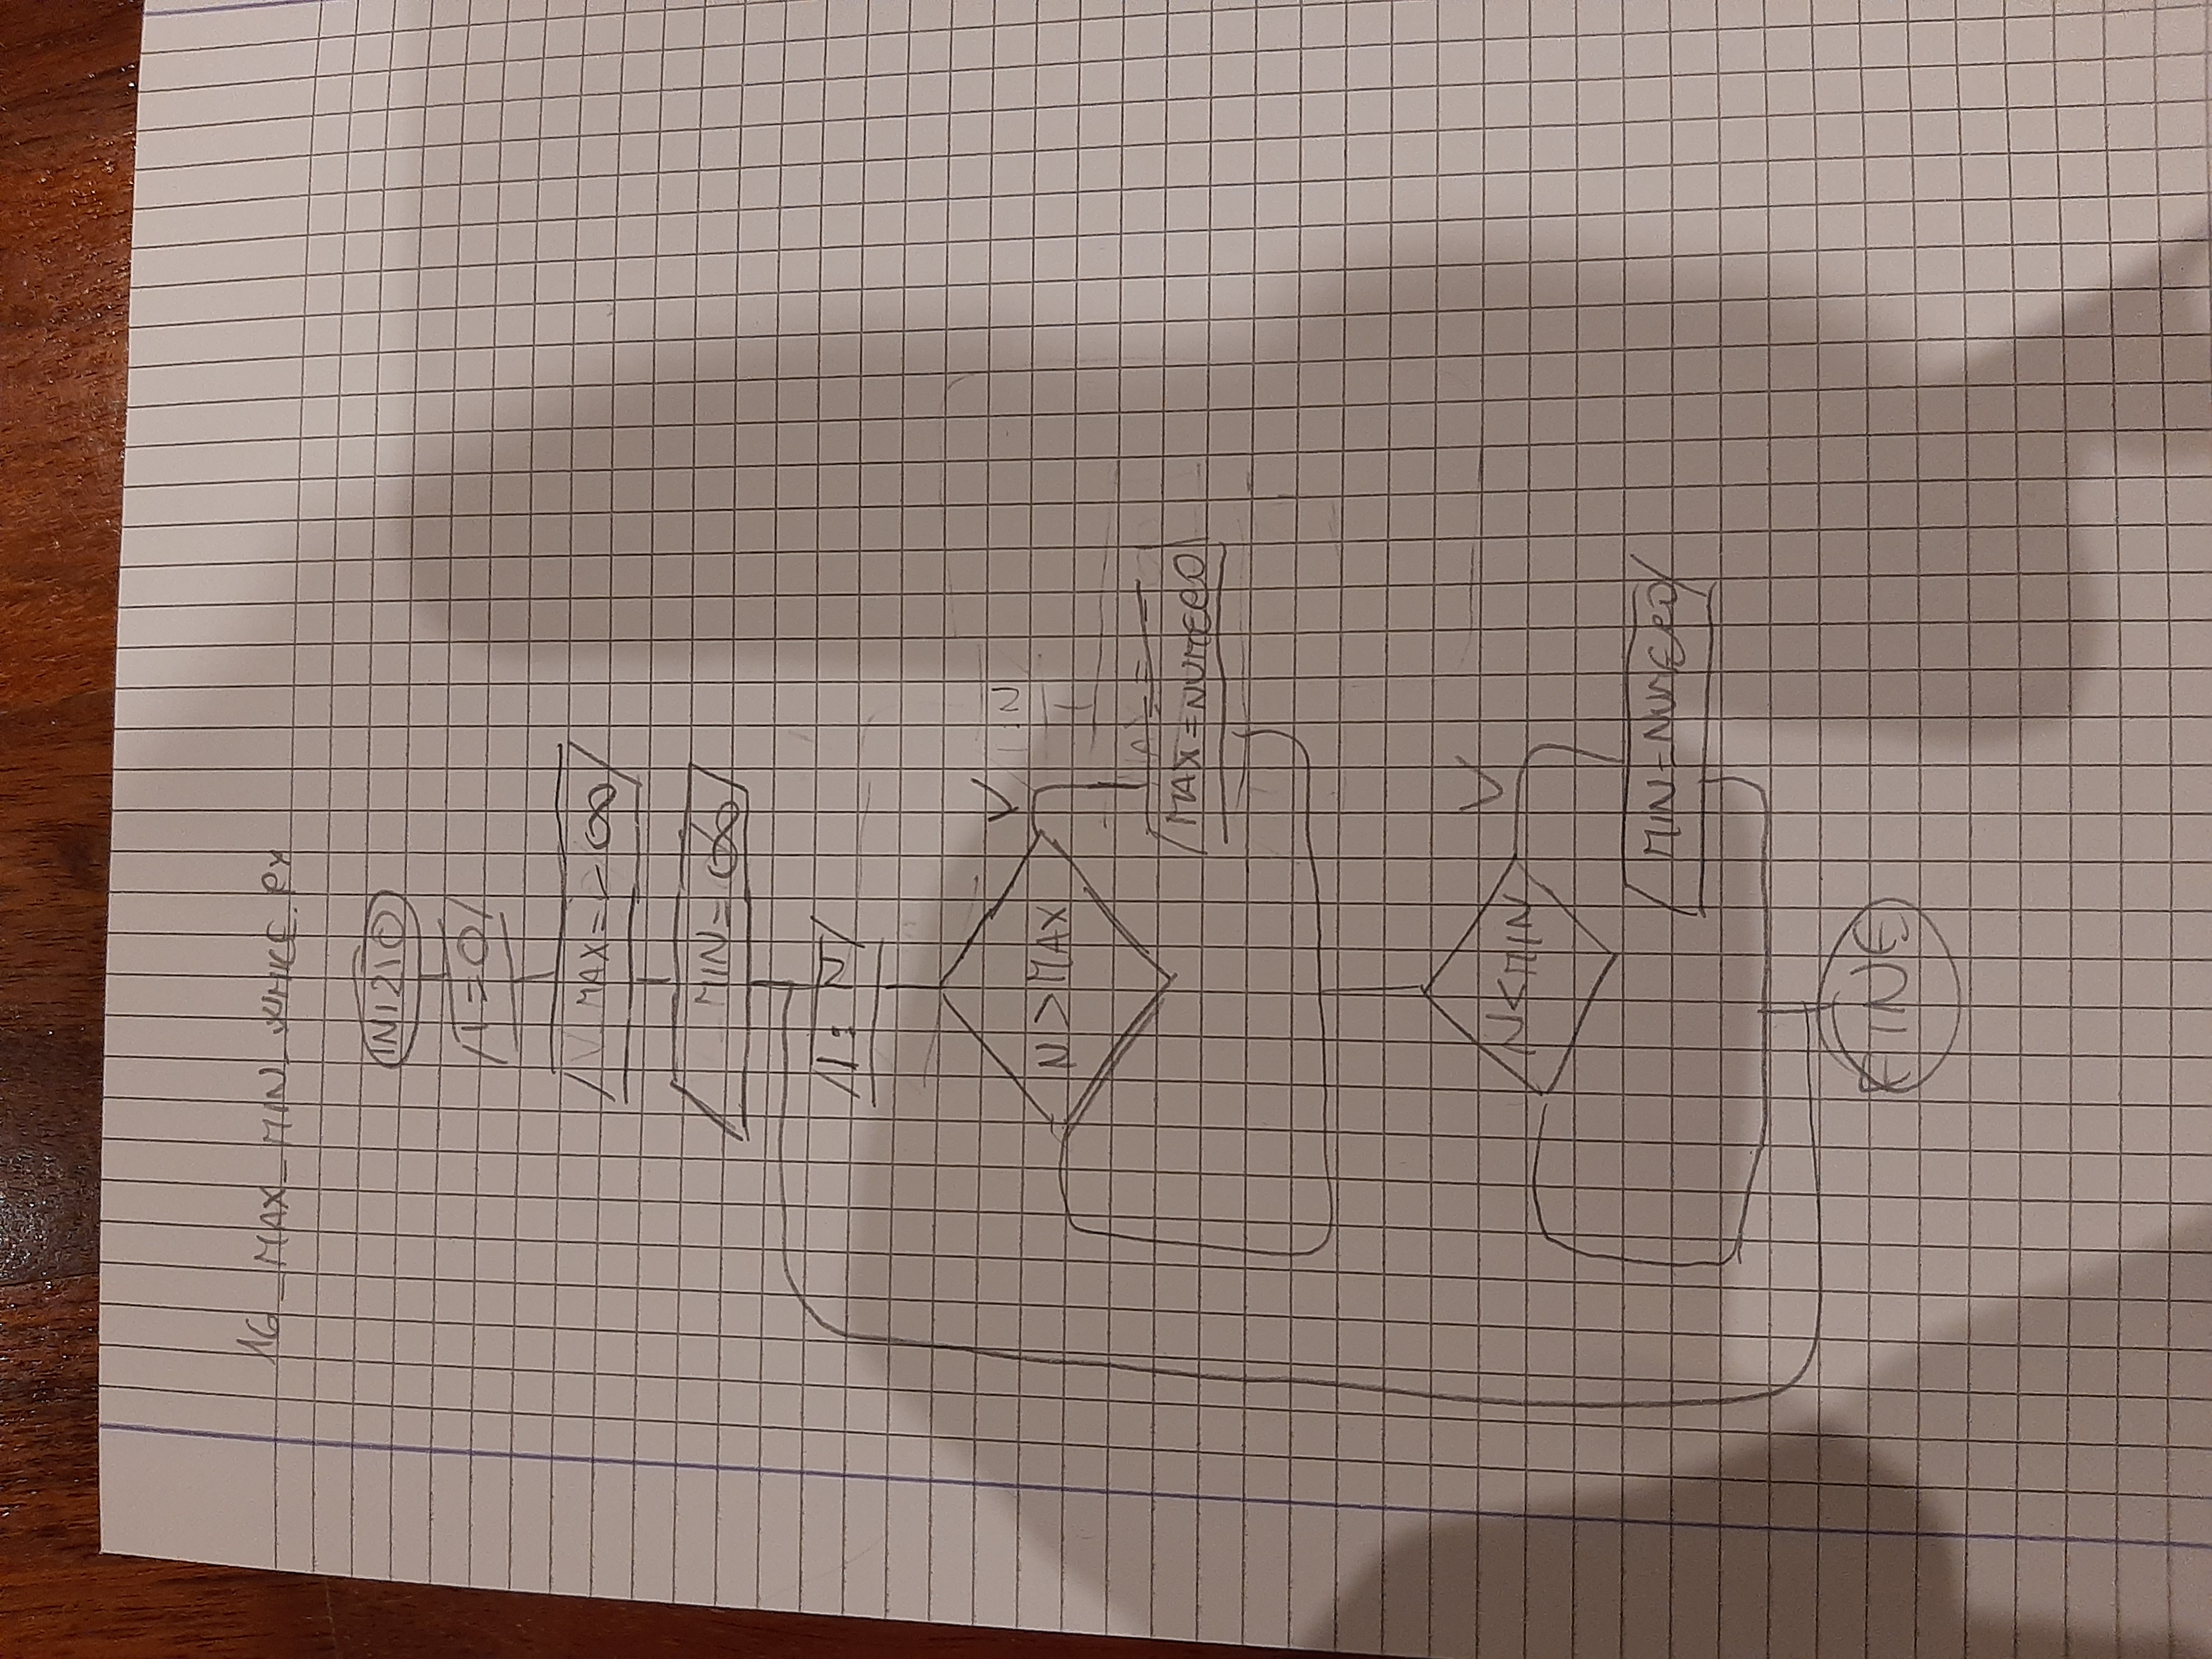 16_MAX_MIN_WHILE.py
INIZIO
I=0
MAX=-∞
MIN=∞
I: N
N>MAX
V
MAX=NUMERO
N<MIN
V
MIN=NUMERO
FINE